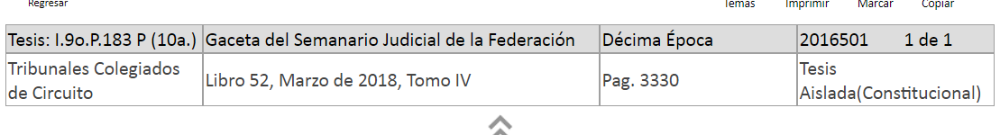 Regresar Temas Imprimir Marcar Copiar
Tesis: I.9o.P.183 P (10a.) Gaceta del Semanario Judicial de la Federación Décima Época 2016501 1 de 1
Tribunales Colegiados de Circuito Libro 52, Marzo de 2018, Tomo IV Pag. 3330 Tesis Aislada(Constitucional)